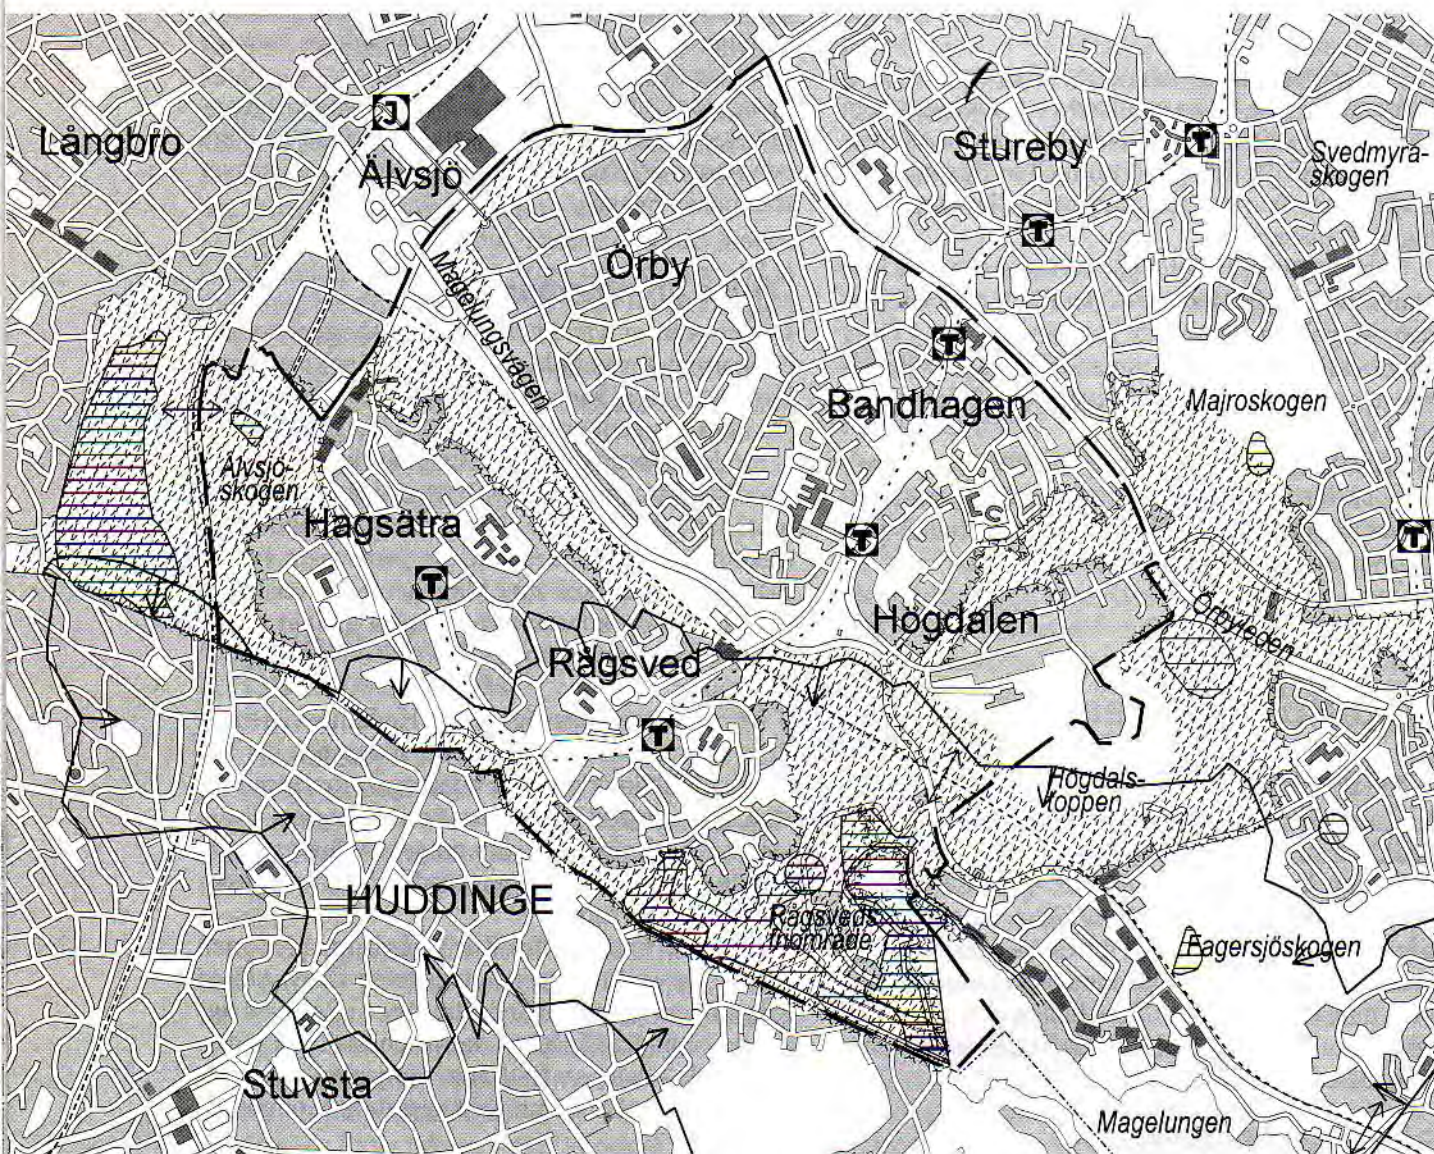 Långbro
J
Älvsjö
Stureby
T
Svedmyra-
skogen
T
Örby
Magelungsvägen
T
Bandhagen
Majroskogen
Älvsjö-
skogen
Hagsätra
T
T
T
Högdalen
Örbyleden
Rågsved
T
Högdals-
toppen
HUDDINGE
Rågsveds
friområde
Fagersjöskogen
Stuvsta
Magelungen